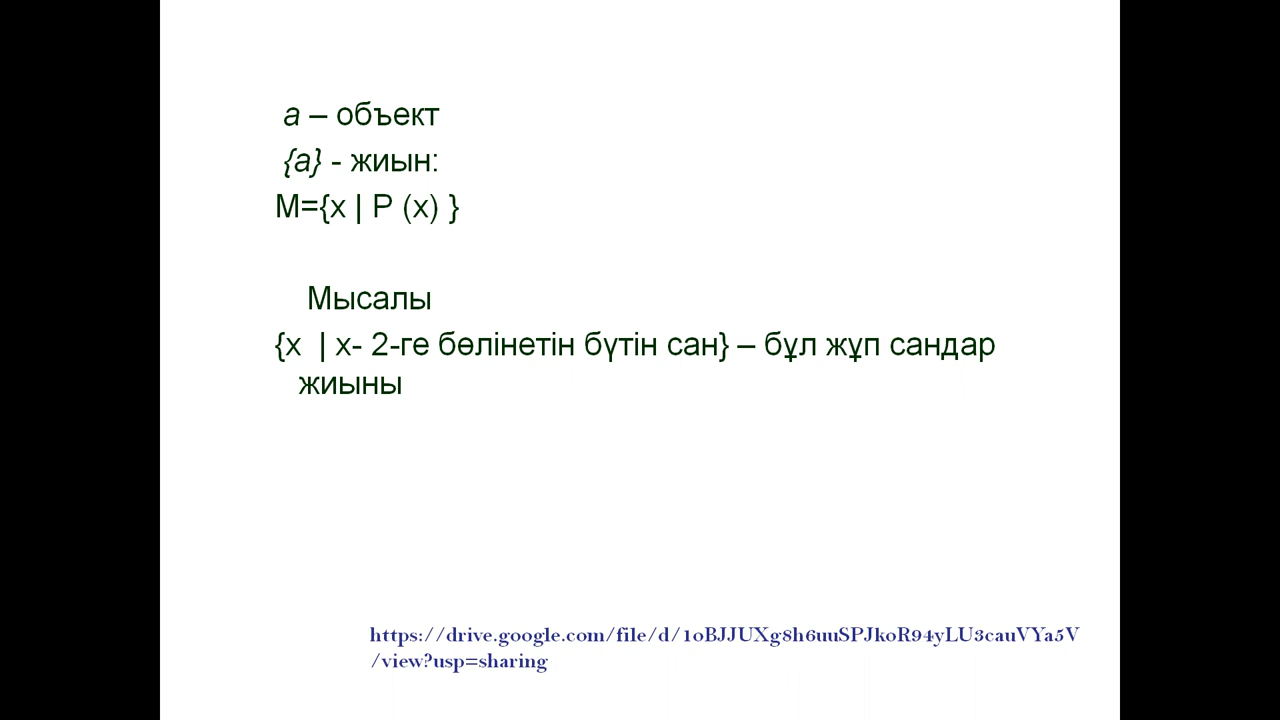 a – объект
{a} - жиын:
M={x | P (x) }
Мысалы
{x | x- 2-ге бөлінетін бүтін сан} – бұл жұп сандар
жиыны
https://drive.google.com/file/d/1oBJJUXg8h6uuSPJkoR94yLU3cauVYa5V
/view?usp=sharing